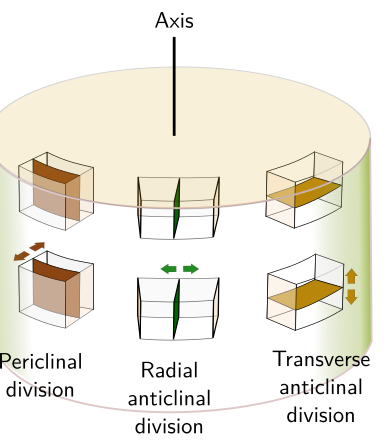 Axis
Periclinal
division
Radial
anticlinal
division
Transverse
anticlinal
division